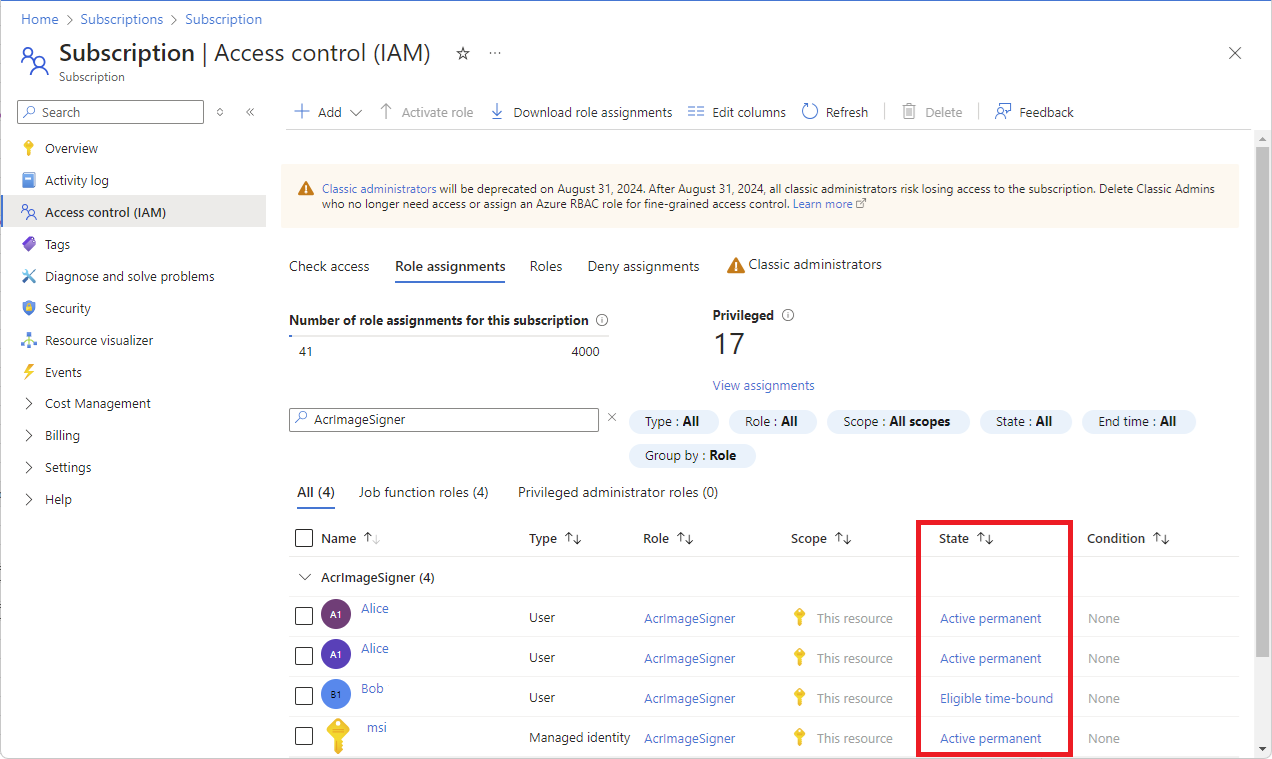 Home > Subscriptions > Subscription
Subscription | Access control (IAM)
Subscription
Search
Add
Activate role
Download role assignments
Edit columns
Refresh
Delete
Feedback
Overview
Activity log
Access control (IAM)
Tags
Diagnose and solve problems
Security
Resource visualizer
Events
Cost Management
Billing
Settings
Help
Classic administrators will be deprecated on August 31, 2024. After August 31, 2024, all classic administrators risk losing access to the subscription. Delete Classic Admins
who no longer need access or assign an Azure RBAC role for fine-grained access control. Learn more
Check access
Role assignments
Roles
Deny assignments
Classic administrators
Number of role assignments for this subscription
41
4000
Privileged
17
View assignments
AcrImageSigner
Type : All
Role : All
Scope : All scopes
State : All
End time : All
Group by : Role
All (4)
Job function roles (4)
Privileged administrator roles (0)
Name Type Role Scope State Condition
AcrImageSigner (4)
A1 Alice User AcrImageSigner This resource Active permanent None
A1 Alice User AcrImageSigner This resource Active permanent None
B1 Bob User AcrImageSigner This resource Eligible time-bound None
msi Managed identity AcrImageSigner This resource Active permanent None